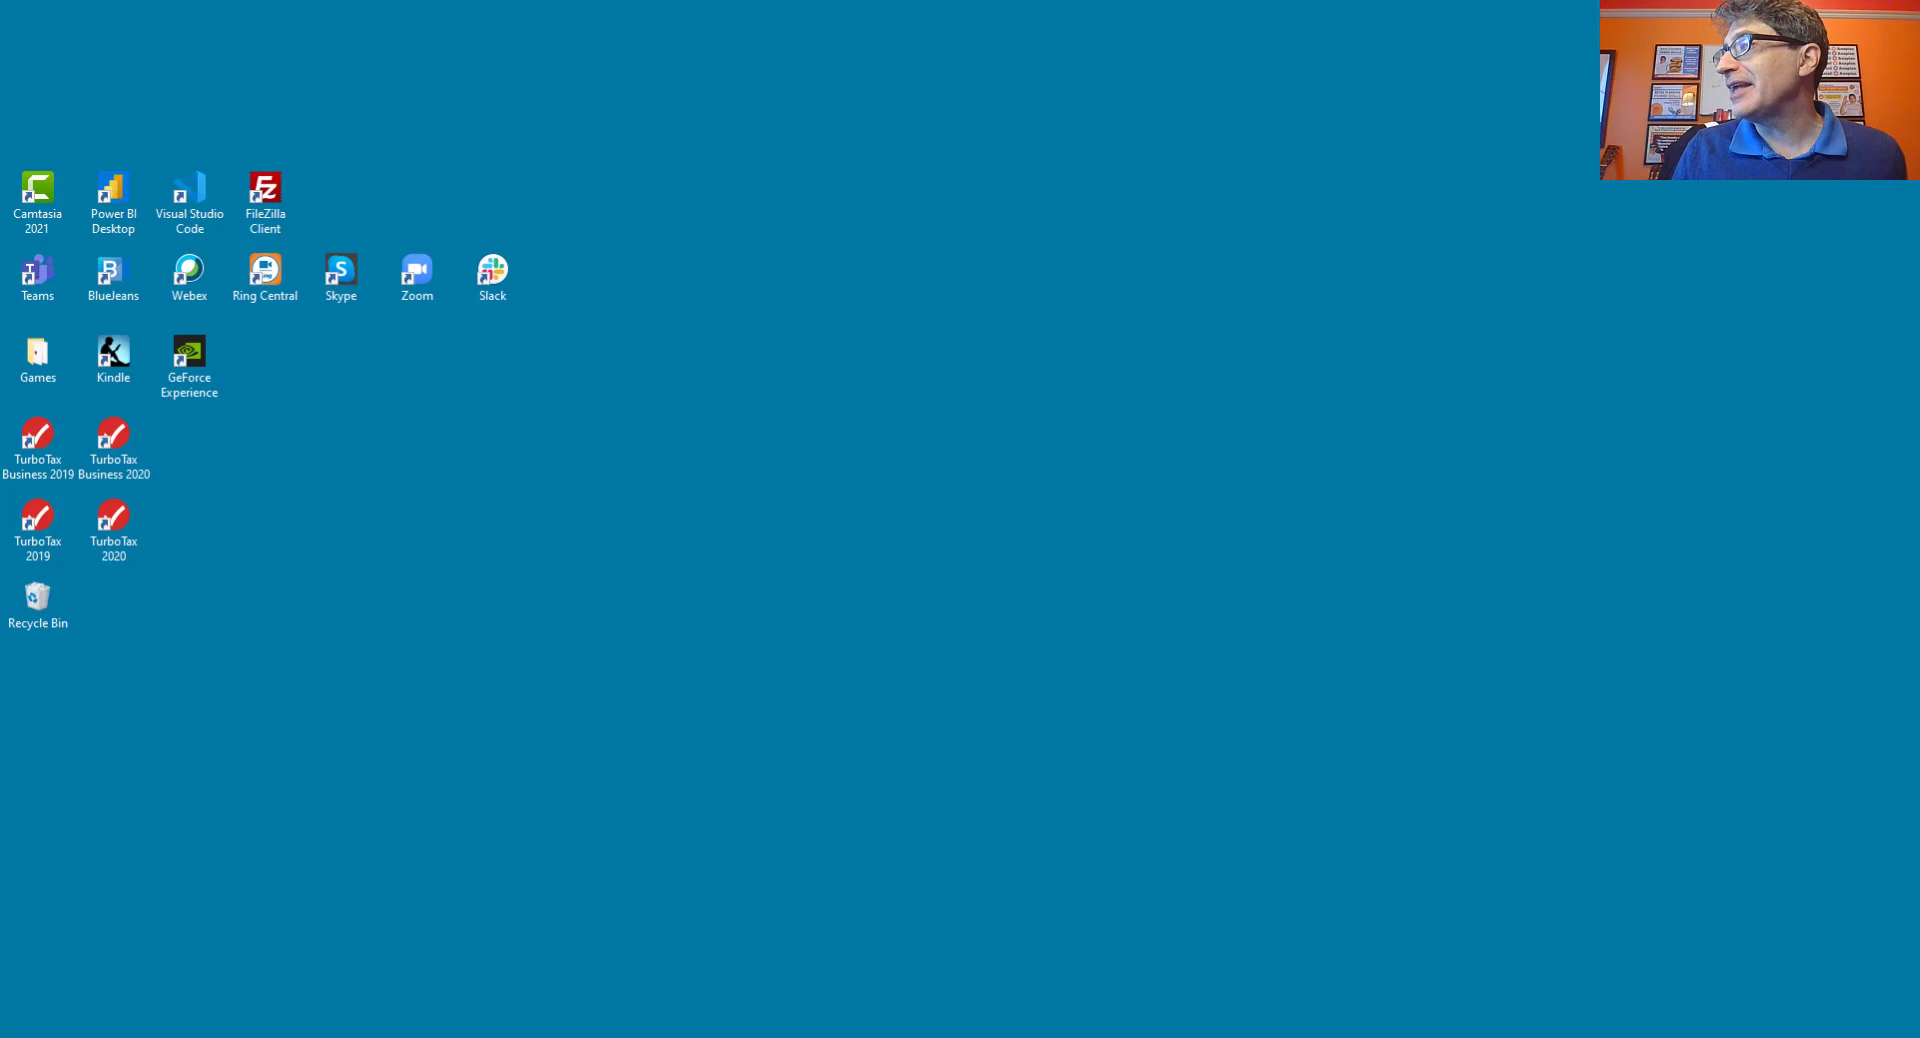 Camtasia
2021
Power BI
Desktop
Visual Studio
Code
FileZilla
Client
Teams
BlueJeans
Webex
Ring Central
Skype
Zoom
Slack
Games
Kindle
GeForce
Experience
TurboTax
Business 2019
TurboTax
Business 2020
TurboTax
2019
TurboTax
2020
Recycle Bin